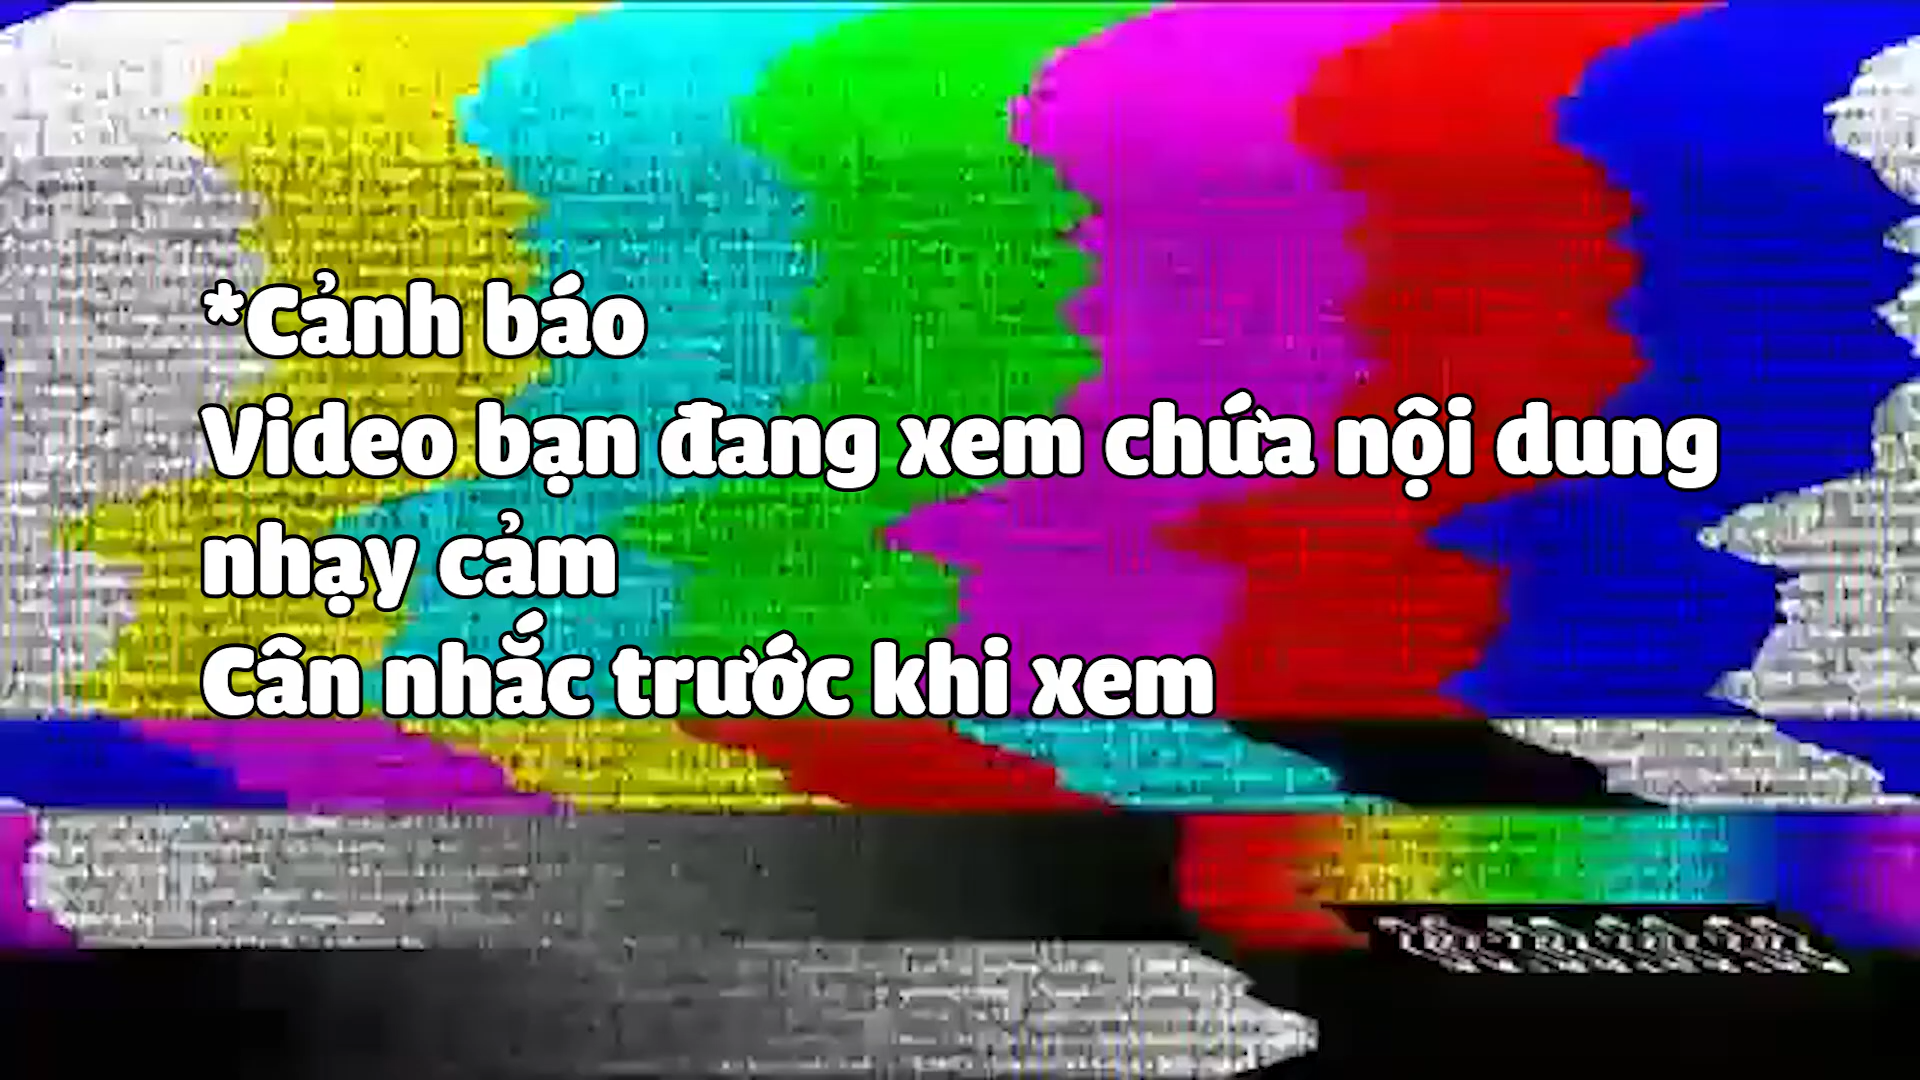 *Cảnh báo
Video bạn đang xem chứa nội dung
nhạy cảm
Cân nhắc trước khi xem